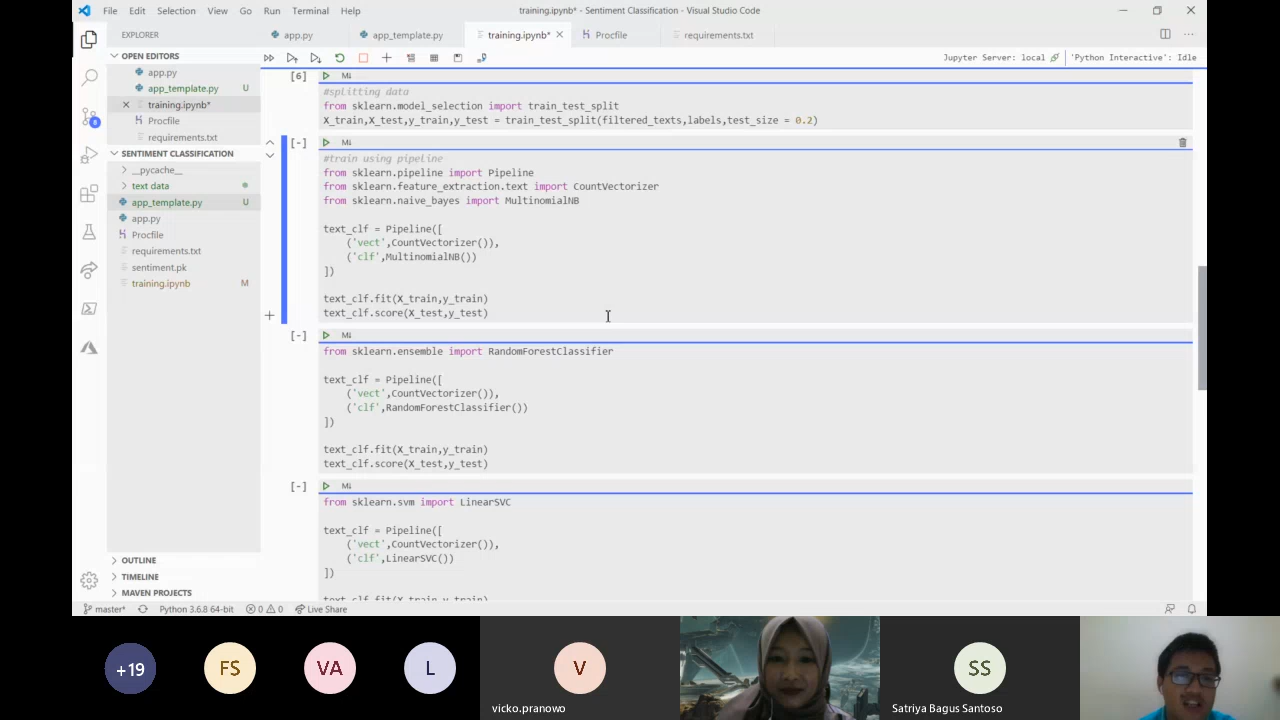 File Edit Selection View Go Run Terminal Help
training.ipynb* - Sentiment Classification - Visual Studio Code
EXPLORER
app.py
app_template.py
training.ipynb*
Procfile
requirements.txt
OPEN EDITORS
app.py
app_template.py U
training.ipynb*
Procfile
requirements.txt
SENTIMENT CLASSIFICATION
__pycache__
text data
app_template.py U
app.py
Procfile
requirements.txt
sentiment.pk
training.ipynb M
OUTLINE
TIMELINE
MAVEN PROJECTS
Jupyter Server: local
'Python Interactive': Idle
[6]
M↓
#splitting data
from sklearn.model_selection import train_test_split
X_train,X_test,y_train,y_test = train_test_split(filtered_texts,labels,test_size = 0.2)
[-]
M↓
#train using pipeline
from sklearn.pipeline import Pipeline
from sklearn.feature_extraction.text import CountVectorizer
from sklearn.naive_bayes import MultinomialNB
text_clf = Pipeline([
('vect',CountVectorizer()),
('clf',MultinomialNB())
])
text_clf.fit(X_train,y_train)
text_clf.score(X_test,y_test)
[-]
M↓
from sklearn.ensemble import RandomForestClassifier
text_clf = Pipeline([
('vect',CountVectorizer()),
('clf',RandomForestClassifier())
])
text_clf.fit(X_train,y_train)
text_clf.score(X_test,y_test)
[-]
M↓
from sklearn.svm import LinearSVC
text_clf = Pipeline([
('vect',CountVectorizer()),
('clf',LinearSVC())
])
text_clf.fit(X_train,y_train)
master*
Python 3.6.8 64-bit
0 0
Live Share
+19
FS
VA
L
V
vicko.pranowo
SS
Satriya Bagus Santoso